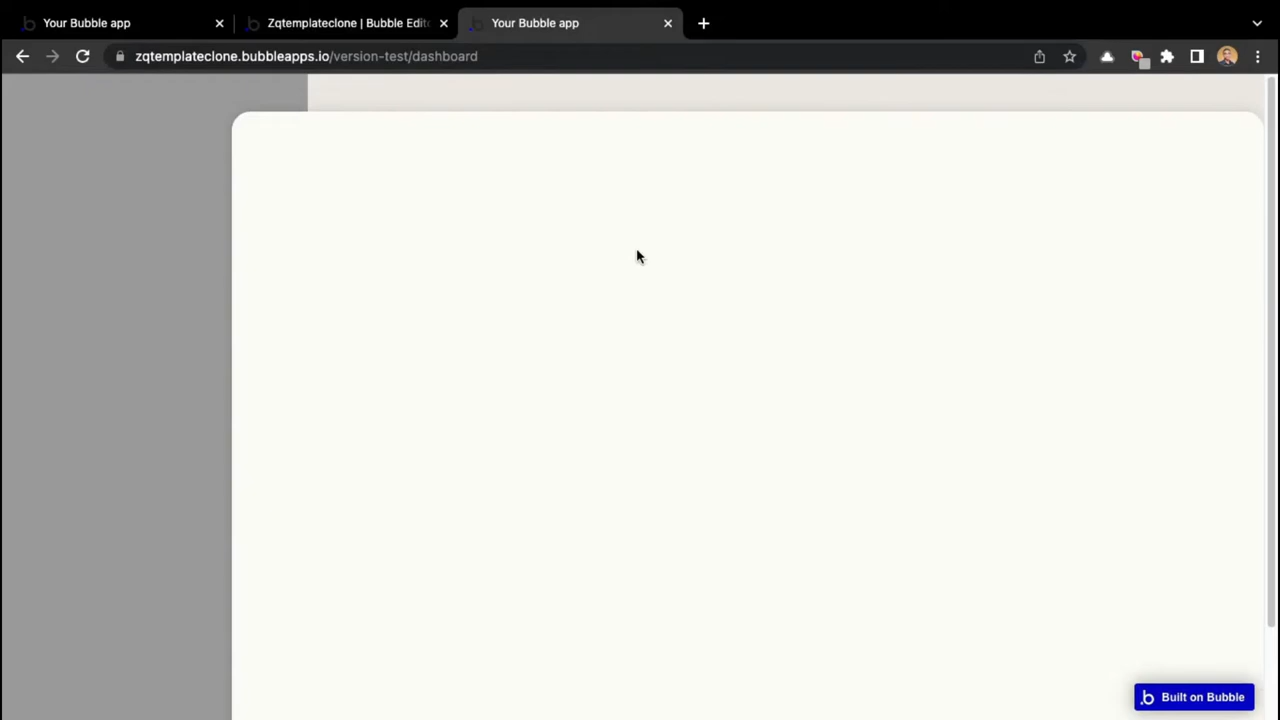 Your Bubble app
Zqtemplateclone | Bubble Edit
Your Bubble app
zqtemplateclone.bubbleapps.io/version-test/dashboard
Built on Bubble